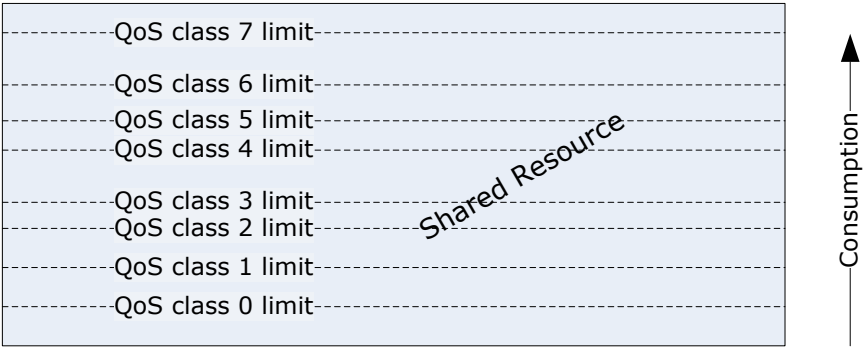 QoS class 7 limit
QoS class 6 limit
QoS class 5 limit
QoS class 4 limit
QoS class 3 limit
QoS class 2 limit
QoS class 1 limit
QoS class 0 limit
Shared Resource
Consumption